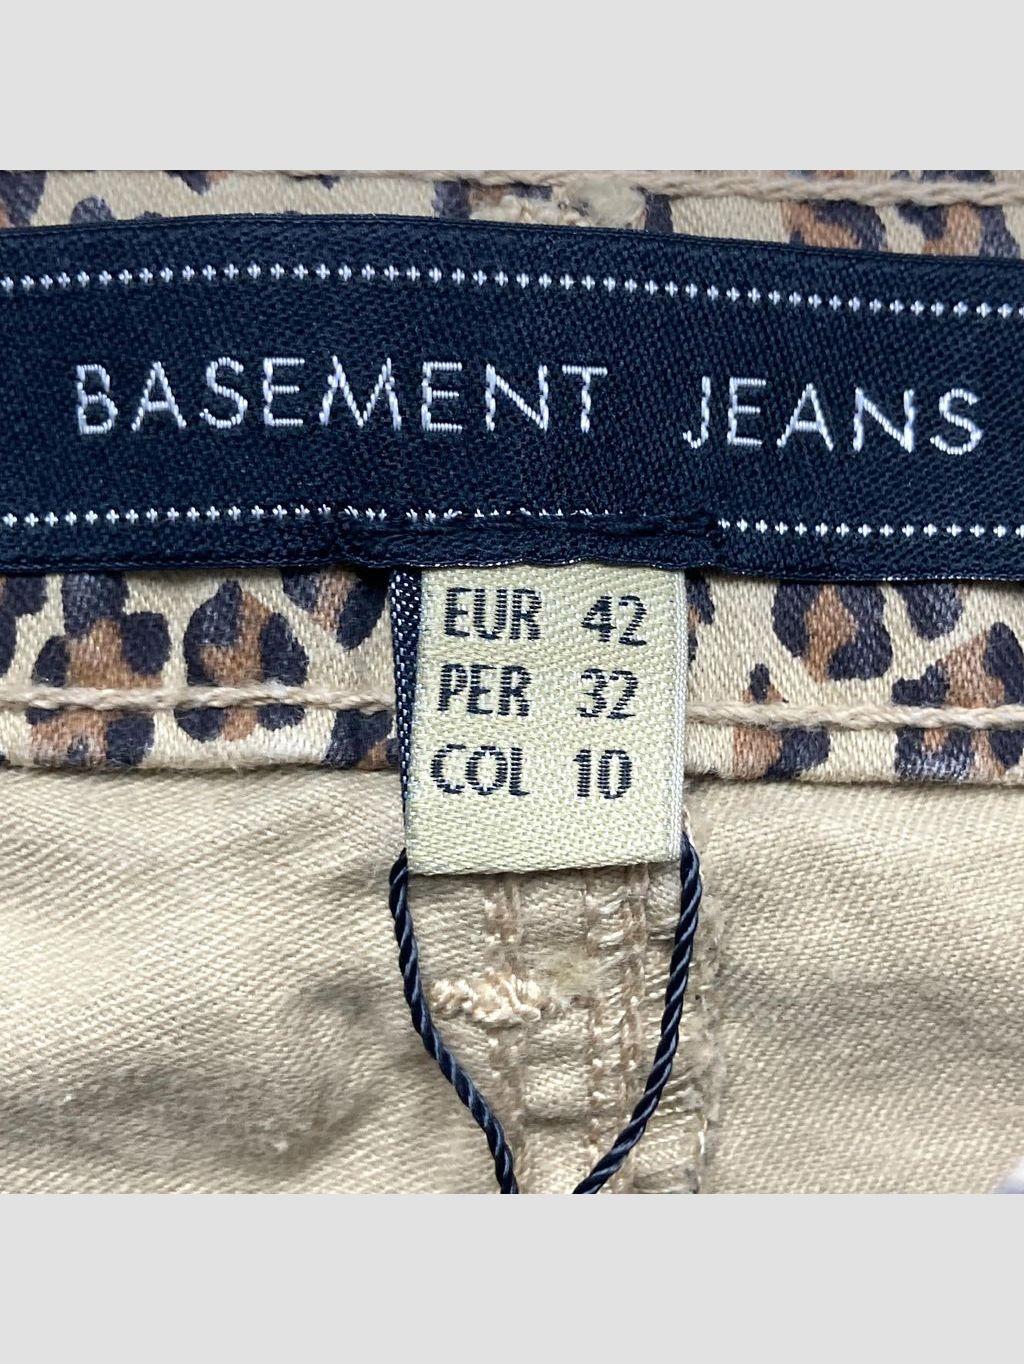 BASEMENT JEANS
EUR 42
PER 32
COL 10